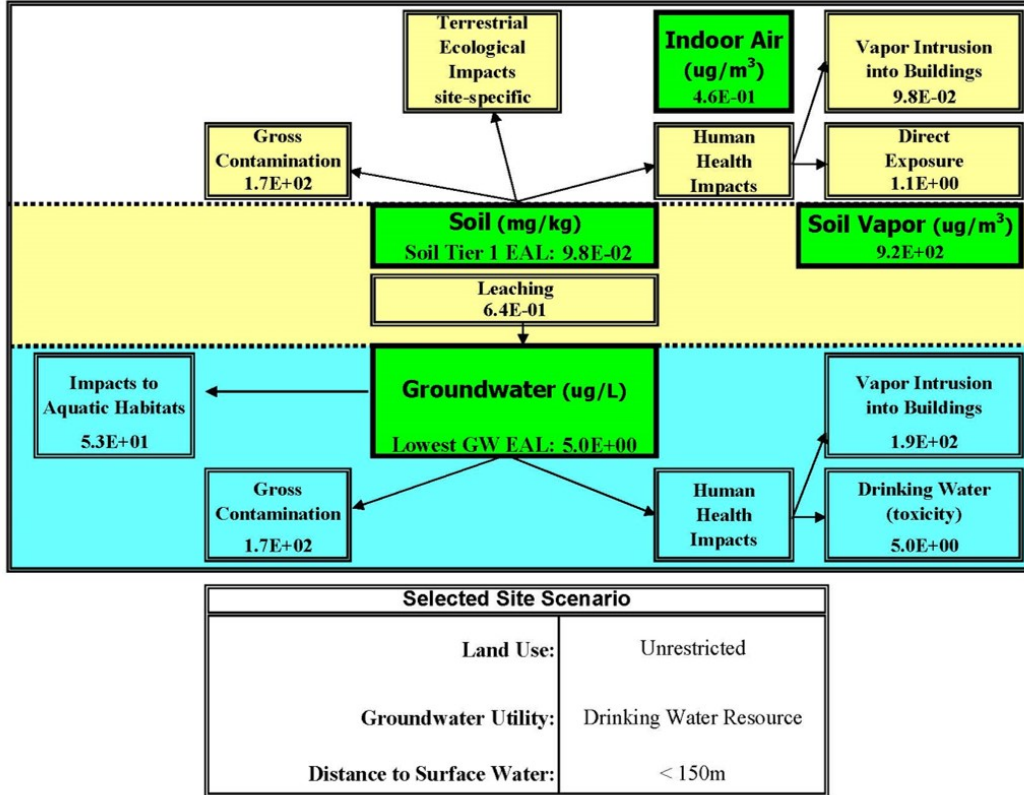 Terrestrial
Ecological
Impacts
site-specific
Indoor Air
(ug/m³)
4.6E-01
Vapor Intrusion
into Buildings
9.8E-02
Gross
Contamination
1.7E+02
Human
Health
Impacts
Direct
Exposure
1.1E+00
Soil (mg/kg)
Soil Tier 1 EAL: 9.8E-02
Soil Vapor (ug/m³)
9.2E+02
Leaching
6.4E-01
Impacts to
Aquatic Habitats
5.3E+01
Groundwater (ug/L)
Lowest GW EAL: 5.0E+00
Vapor Intrusion
into Buildings
1.9E+02
Gross
Contamination
1.7E+02
Human
Health
Impacts
Drinking Water
(toxicity)
5.0E+00
Selected Site Scenario
Land Use: Unrestricted
Groundwater Utility: Drinking Water Resource
Distance to Surface Water: < 150m